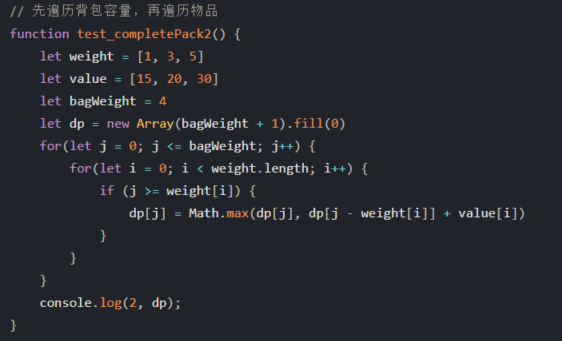 // 先遍历背包容量，再遍历物品
function test_completePack2() {
    let weight = [1, 3, 5]
    let value = [15, 20, 30]
    let bagWeight = 4
    let dp = new Array(bagWeight + 1).fill(0)
    for(let j = 0; j <= bagWeight; j++) {
        for(let i = 0; i < weight.length; i++) {
            if (j >= weight[i]) {
                dp[j] = Math.max(dp[j], dp[j - weight[i]] + value[i])
            }
        }
    }
    console.log(2, dp);
}